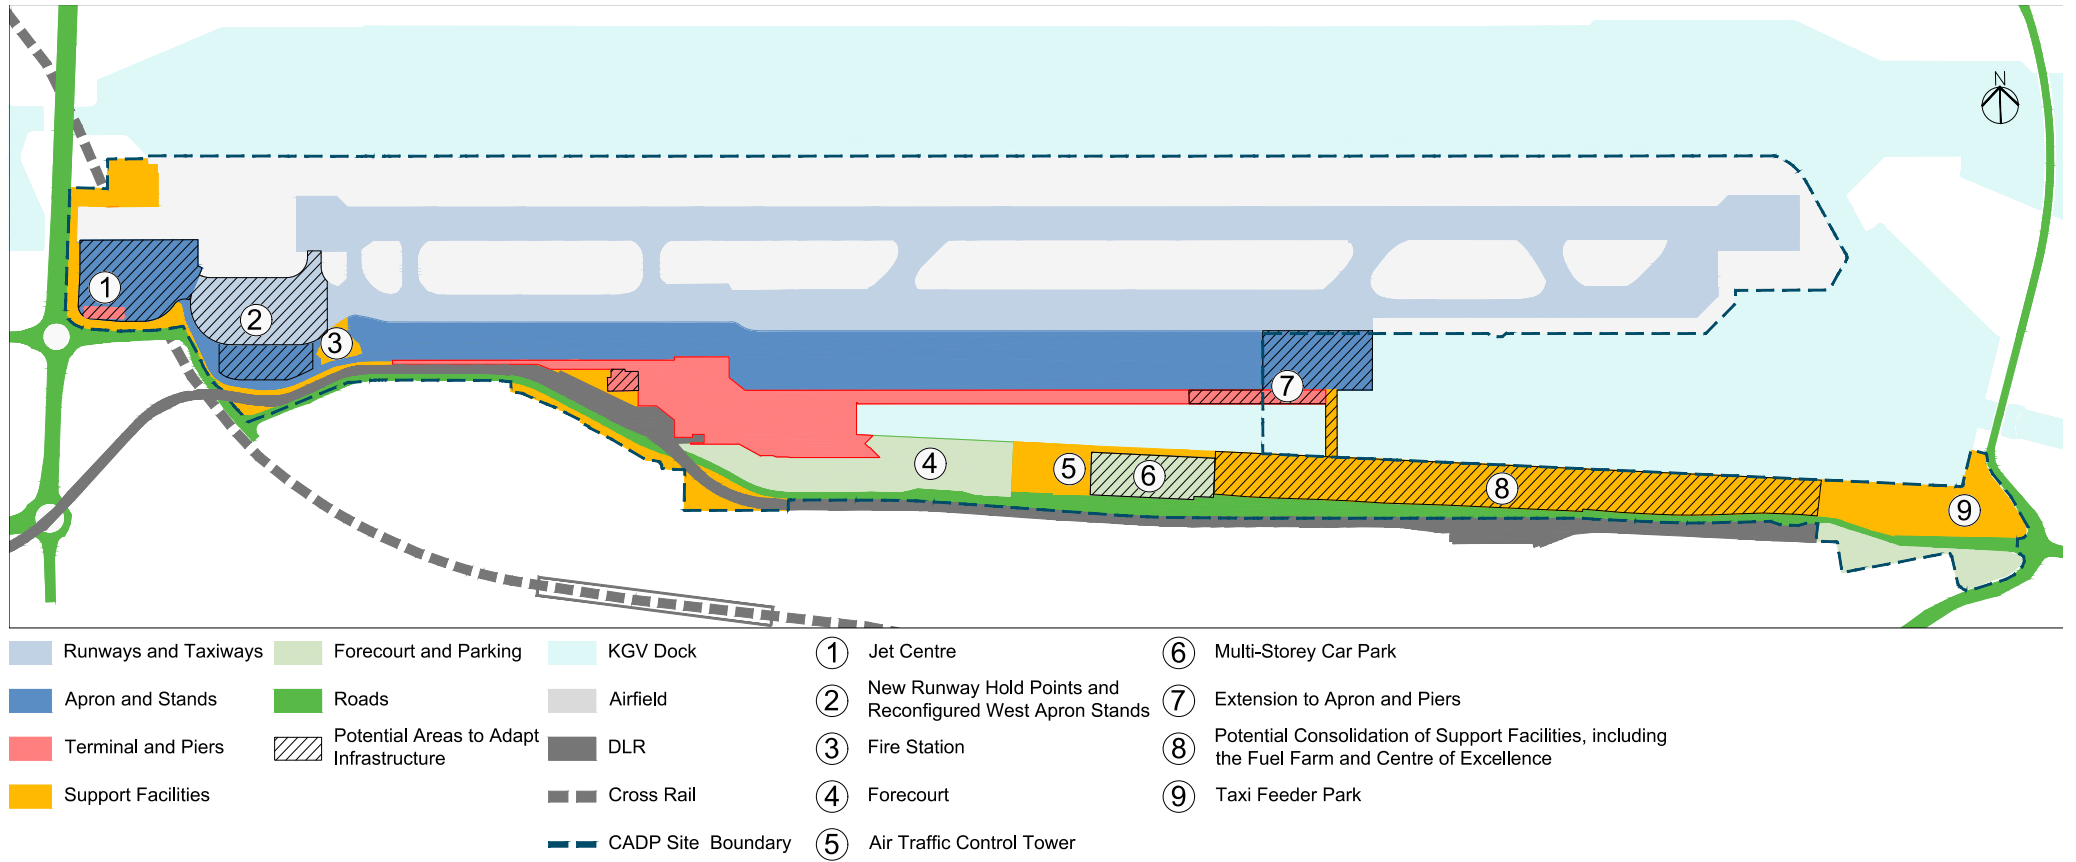 N
1
2
3
7
4
5
6
8
9
Runways and Taxiways
Apron and Stands
Terminal and Piers
Support Facilities
Forecourt and Parking
Roads
Potential Areas to Adapt
Infrastructure
KGV Dock
Airfield
DLR
Cross Rail
CADP Site Boundary
1 Jet Centre
2 New Runway Hold Points and
Reconfigured West Apron Stands
3 Fire Station
4 Forecourt
5 Air Traffic Control Tower
6 Multi-Storey Car Park
7 Extension to Apron and Piers
8 Potential Consolidation of Support Facilities, including
the Fuel Farm and Centre of Excellence
9 Taxi Feeder Park